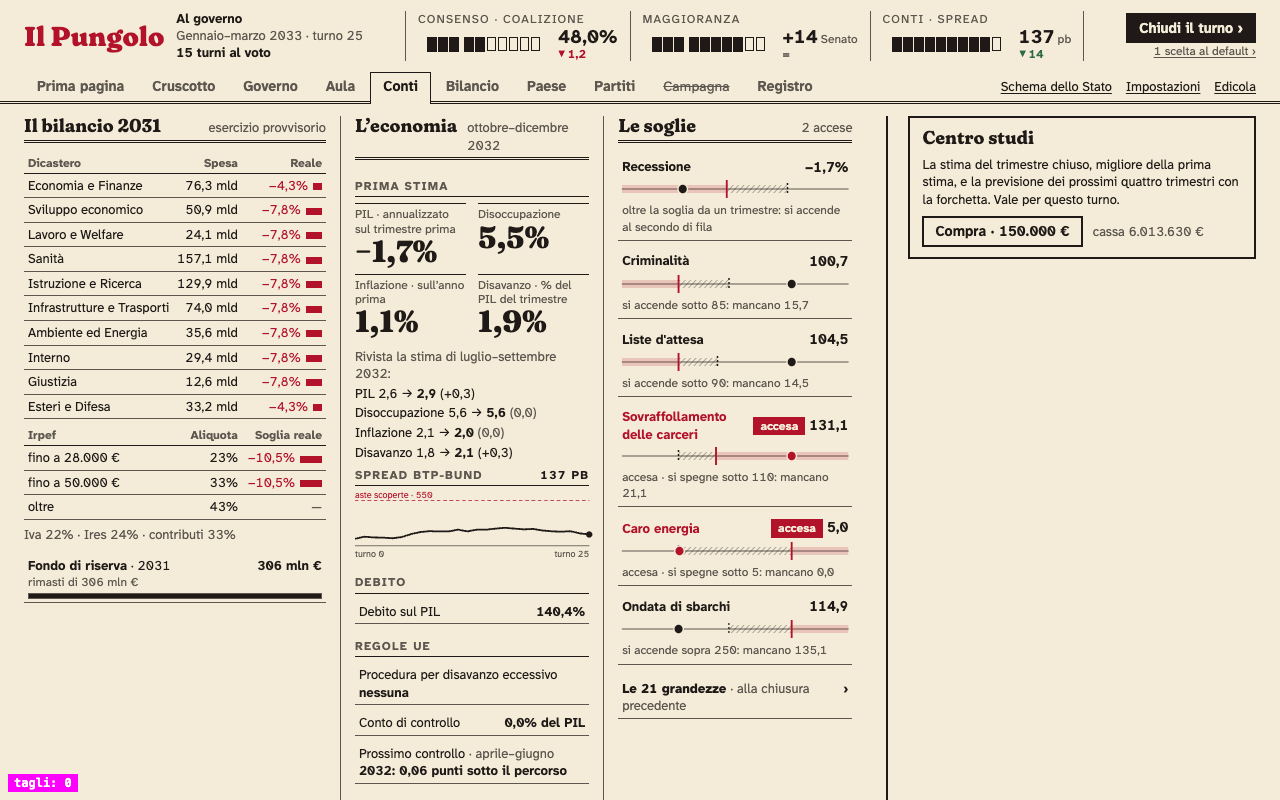 Il Pungolo
Al governo
Gennaio–marzo 2033 · turno 25
15 turni al voto
CONSENSO · COALIZIONE
48,0%
▼1,2
MAGGIORANZA
+14 Senato
=
CONTI · SPREAD
137 pb
▼14
Chiudi il turno ›
1 scelta al default ›
Prima pagina Cruscotto Governo Aula Conti Bilancio Paese Partiti Campagna Registro
Schema dello Stato Impostazioni Edicola
Il bilancio 2031 esercizio provvisorio
Dicastero Spesa Reale
Economia e Finanze 76,3 mld −4,3%
Sviluppo economico 50,9 mld −7,8%
Lavoro e Welfare 24,1 mld −7,8%
Sanità 157,1 mld −7,8%
Istruzione e Ricerca 129,9 mld −7,8%
Infrastrutture e Trasporti 74,0 mld −7,8%
Ambiente ed Energia 35,6 mld −7,8%
Interno 29,4 mld −7,8%
Giustizia 12,6 mld −7,8%
Esteri e Difesa 33,2 mld −4,3%
Irpef Aliquota Soglia reale
fino a 28.000 € 23% −10,5%
fino a 50.000 € 33% −10,5%
oltre 43% —
Iva 22% · Ires 24% · contributi 33%
Fondo di riserva · 2031 306 mln €
rimasti di 306 mln €
tagli: 0
L’economia ottobre–dicembre
2032
PRIMA STIMA
PIL · annualizzato
sul trimestre prima
−1,7%
Disoccupazione
5,5%
Inflazione · sull’anno
prima
1,1%
Disavanzo · % del
PIL del trimestre
1,9%
Rivista la stima di luglio–settembre
2032:
PIL 2,6 → 2,9 (+0,3)
Disoccupazione 5,6 → 5,6 (0,0)
Inflazione 2,1 → 2,0 (0,0)
Disavanzo 1,8 → 2,1 (+0,3)
SPREAD BTP-BUND 137 PB
aste scoperte · 550
turno 0 turno 25
DEBITO
Debito sul PIL 140,4%
REGOLE UE
Procedura per disavanzo eccessivo
nessuna
Conto di controllo 0,0% del PIL
Prossimo controllo · aprile–giugno
2032: 0,06 punti sotto il percorso
Le soglie 2 accese
Recessione −1,7%
oltre la soglia da un trimestre: si accende
al secondo di fila
Criminalità 100,7
si accende sotto 85: mancano 15,7
Liste d'attesa 104,5
si accende sotto 90: mancano 14,5
Sovraffollamento
delle carceri accesa 131,1
accesa · si spegne sotto 110: mancano
21,1
Caro energia accesa 5,0
accesa · si spegne sotto 5: mancano 0,0
Ondata di sbarchi 114,9
si accende sopra 250: mancano 135,1
Le 21 grandezze · alla chiusura ›
precedente
Centro studi
La stima del trimestre chiuso, migliore della prima
stima, e la previsione dei prossimi quattro trimestri con
la forchetta. Vale per questo turno.
Compra · 150.000 € cassa 6.013.630 €